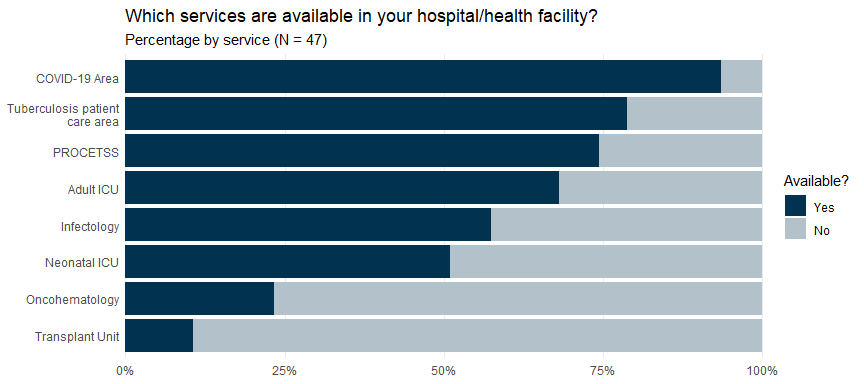 Which services are available in your hospital/health facility?
Percentage by service (N = 47)
COVID-19 Area
Tuberculosis patient
care area
PROCETSS
Adult ICU
Infectology
Neonatal ICU
Oncohematology
Transplant Unit
0%
25%
50%
75%
100%
Available?
Yes
No